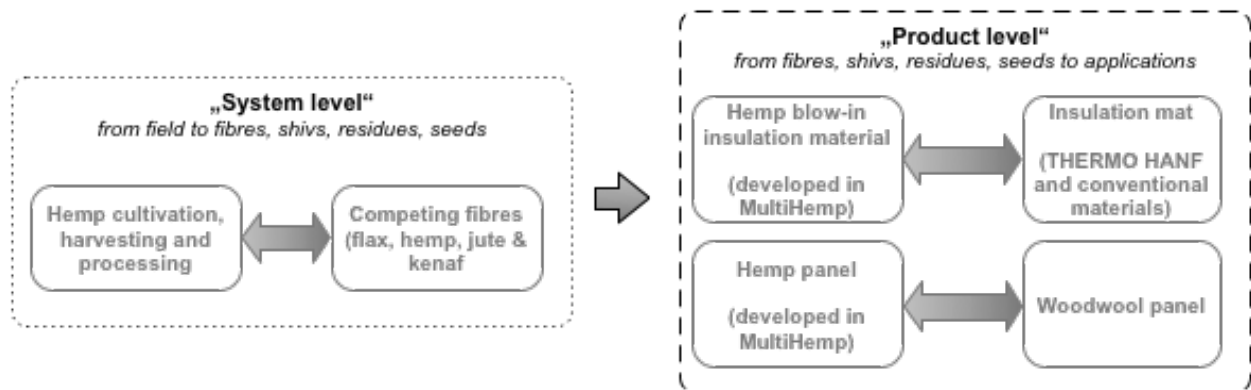 „System level“
from field to fibres, shivs, residues, seeds
Hemp cultivation,
harvesting and
processing
Competing fibres
(flax, hemp, jute &
kenaf
„Product level“
from fibres, shivs, residues, seeds to applications
Hemp blow-in
insulation material
(developed in
MultiHemp)
Insulation mat
(THERMO HANF
and conventional
materials)
Hemp panel
(developed in
MultiHemp)
Woodwool panel